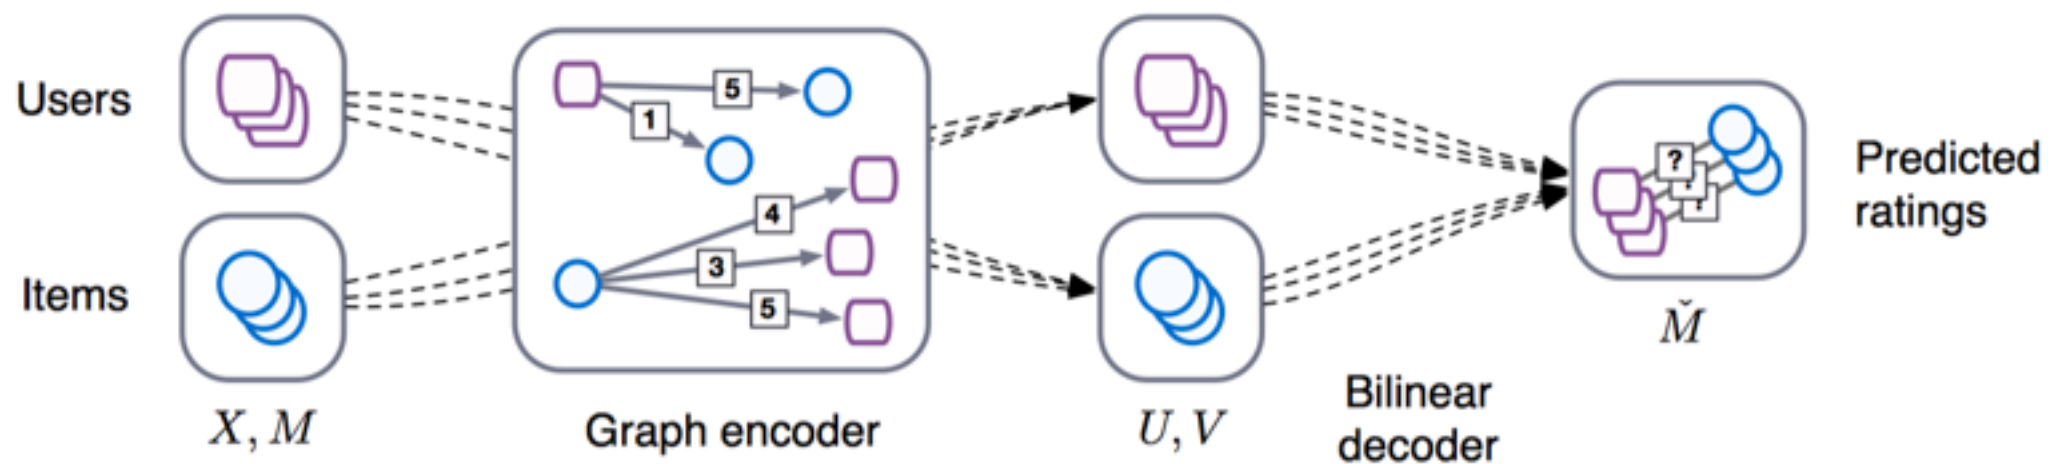 Users
Items
X, M
5
1
4
3
5
Graph encoder
U, V
Bilinear
decoder
?
?
?
M̌
Predicted
ratings